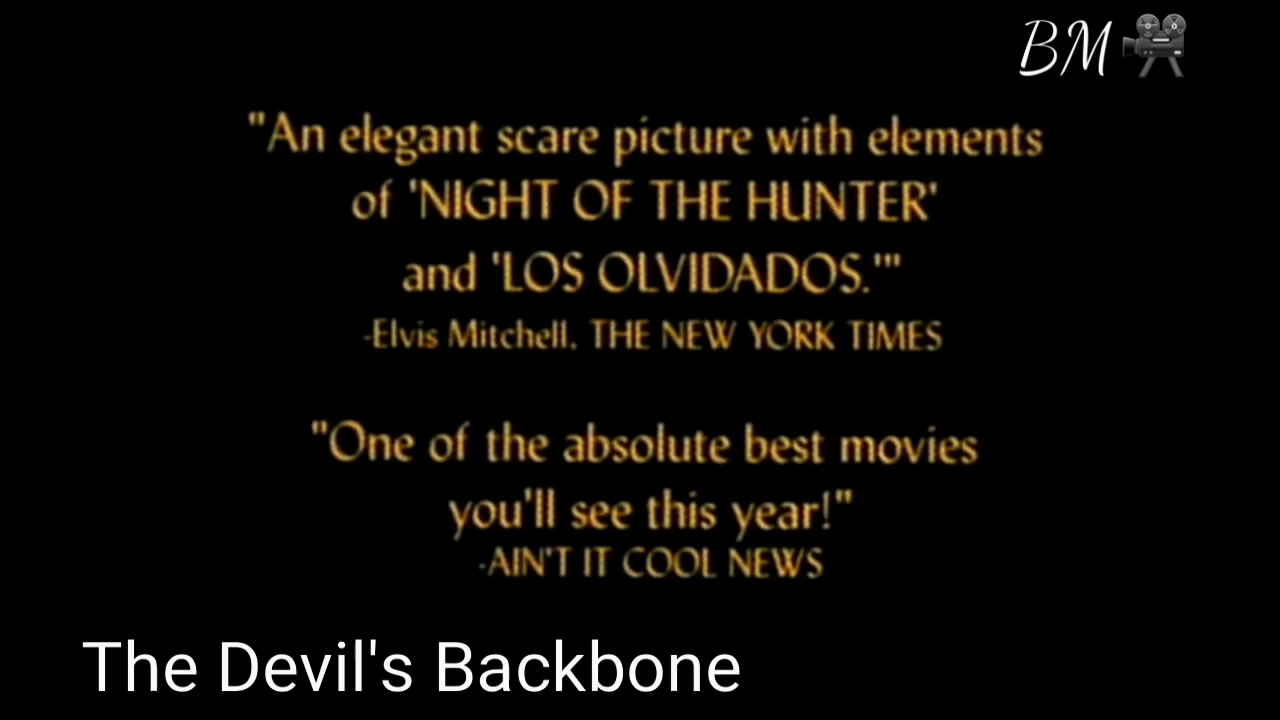 BM
"An elegant scare picture with elements
of 'NIGHT OF THE HUNTER'
and 'LOS OLVIDADOS.'"
-Elvis Mitchell, THE NEW YORK TIMES
"One of the absolute best movies
you'll see this year!"
-AIN'T IT COOL NEWS
The Devil's Backbone